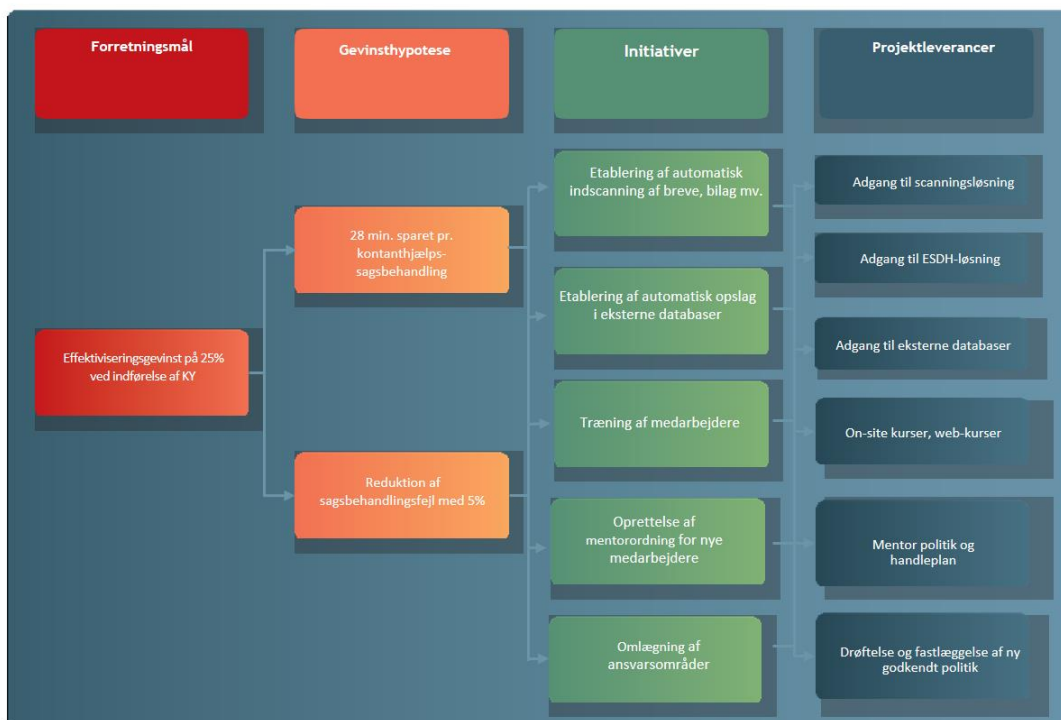 Forretningsmål
Gevinsthypotese
Initiativer
Projektleverancer
Effektiviseringsgevinst på 25%
ved indførelse af KY
28 min. sparet pr.
kontanthjælps-
sagsbehandling
Reduktion af
sagsbehandlingsfejl med 5%
Etablering af automatisk
indscanning af breve, bilag mv.
Etablering af automatisk opslag
i eksterne databaser
Træning af medarbejdere
Oprettelse af
mentorordning for nye
medarbejdere
Omlægning af
ansvarsområder
Adgang til scanningsløsning
Adgang til ESDH-løsning
Adgang til eksterne databaser
On-site kurser, web-kurser
Mentor politik og
handleplan
Drøftelse og fastlæggelse af ny
godkendt politik